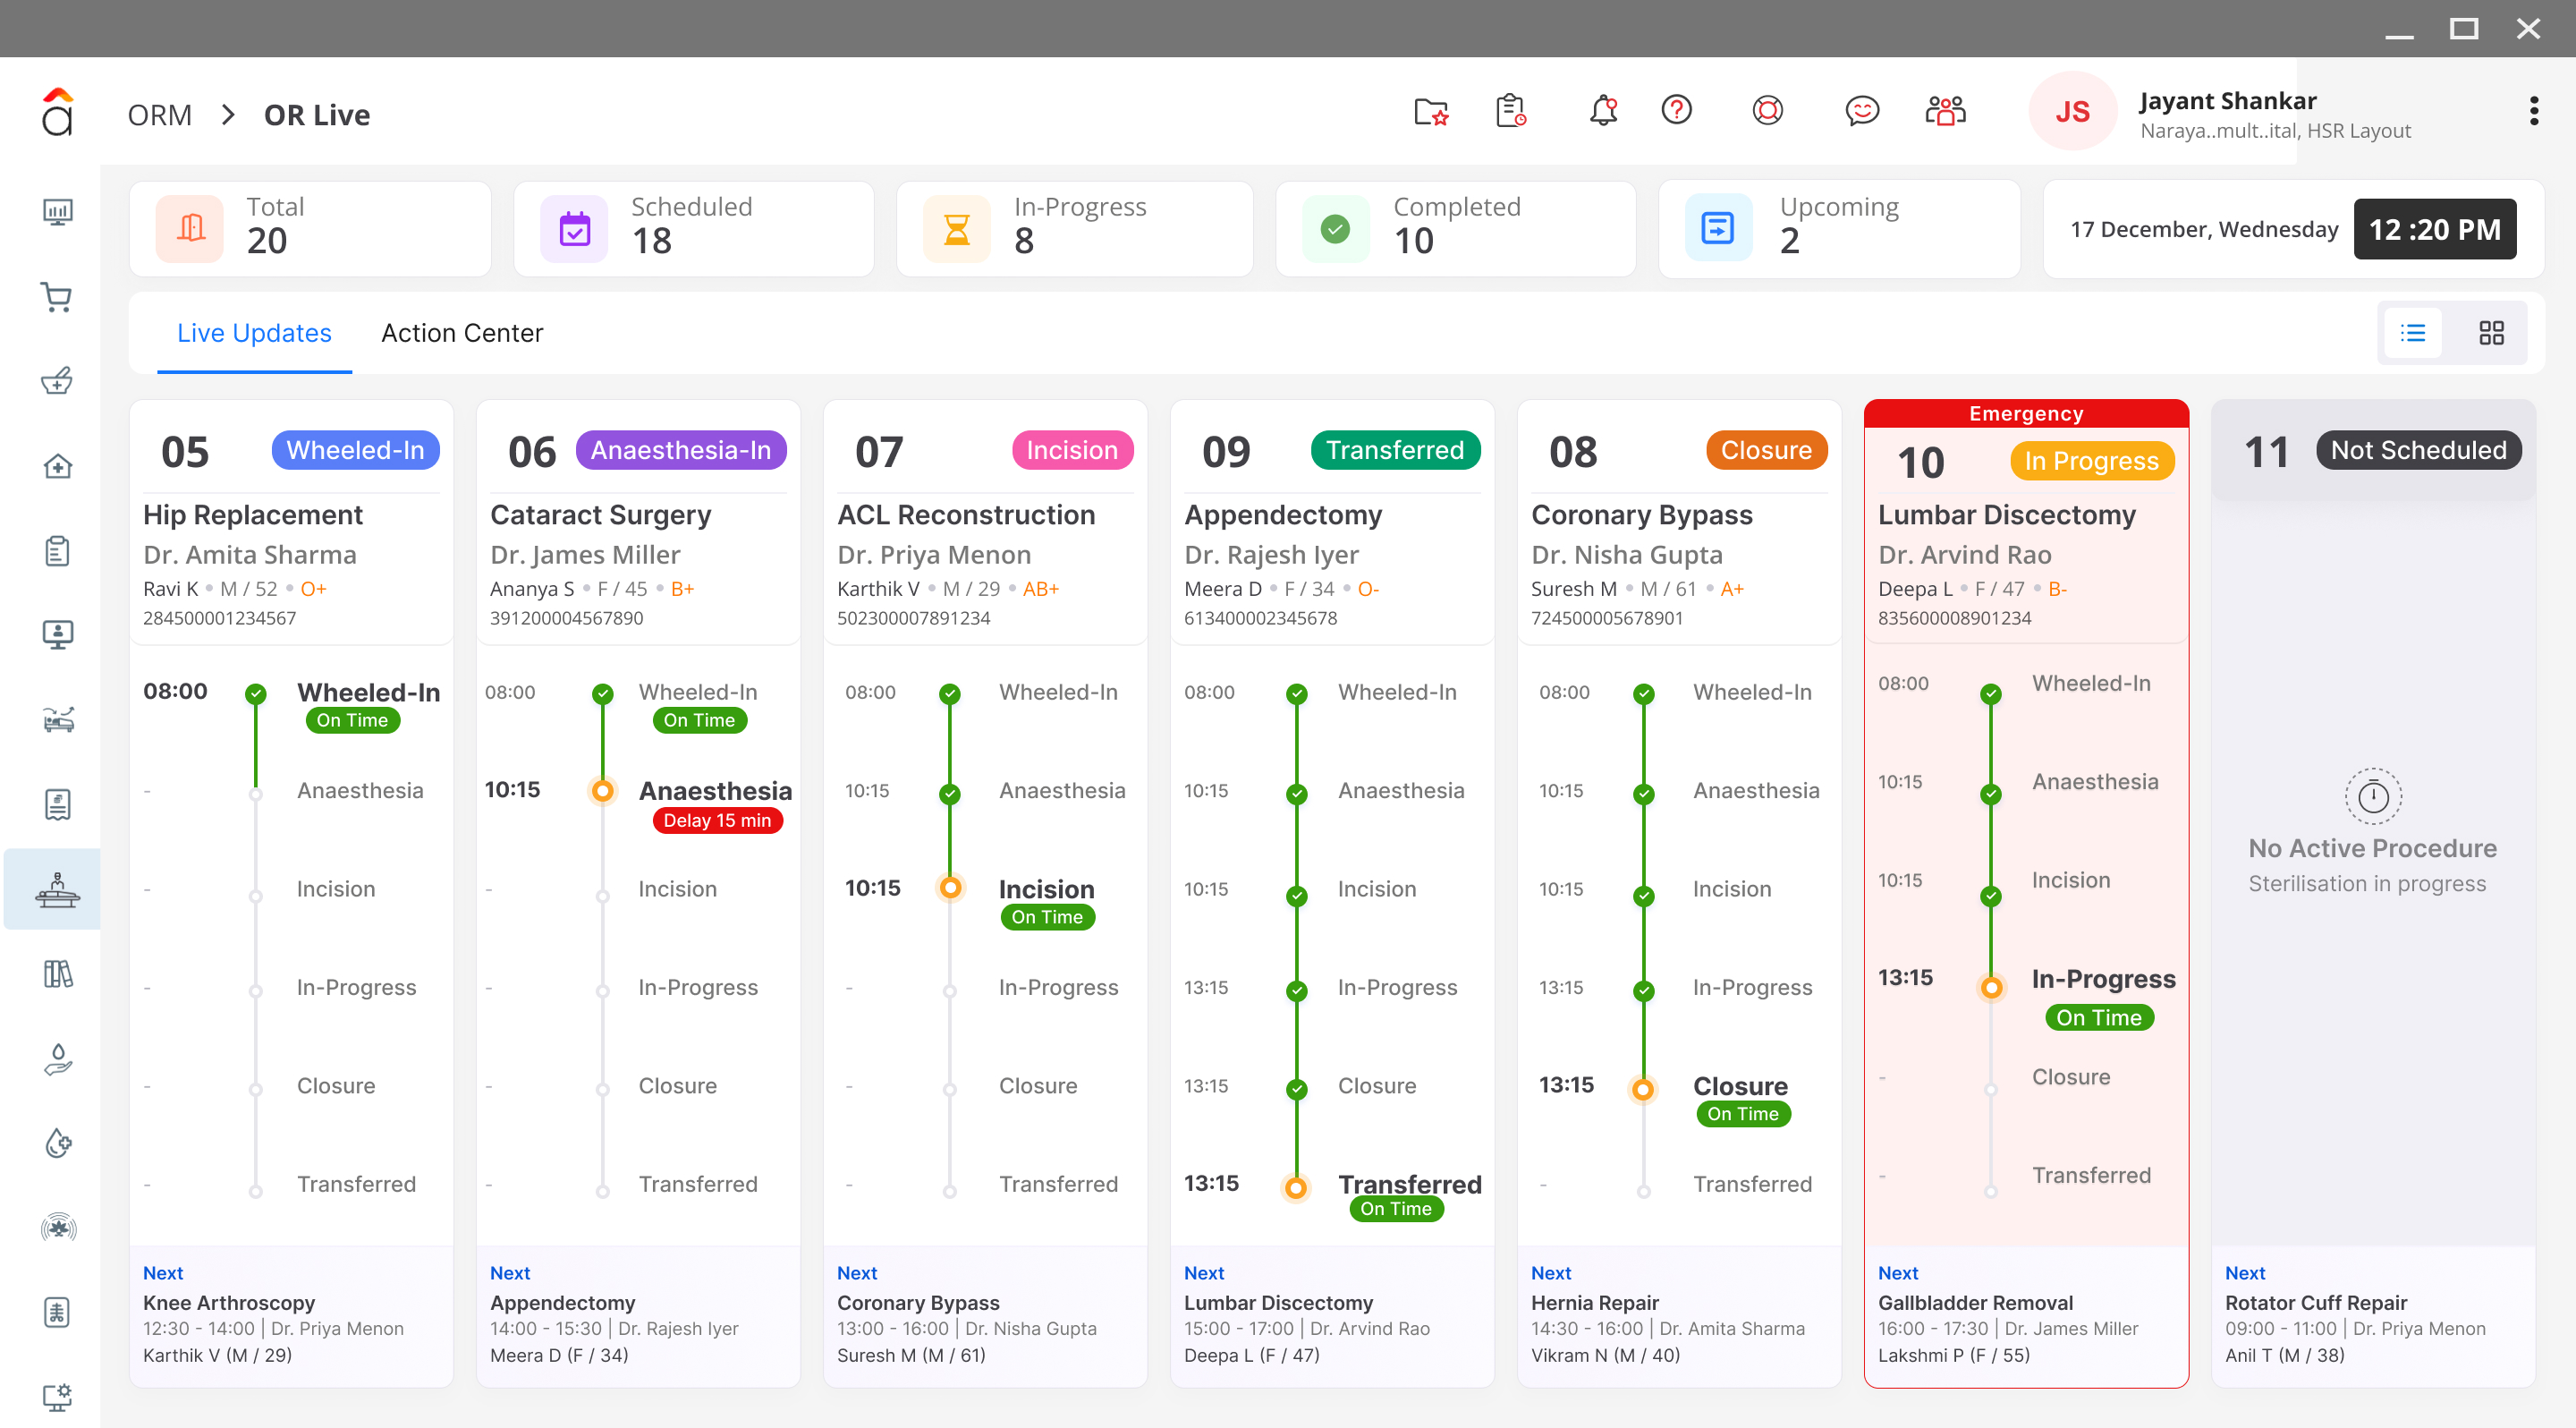 ORM > OR Live
JS
Jayant Shankar
Naraya..mult..ital, HSR Layout
Total
20
Scheduled
18
In-Progress
8
Completed
10
Upcoming
2
17 December, Wednesday
12 :20 PM
Live Updates
Action Center
05
Wheeled-In
Hip Replacement
Dr. Amita Sharma
Ravi K • M / 52 • O+
284500001234567
08:00 Wheeled-In
On Time
- Anaesthesia
- Incision
- In-Progress
- Closure
- Transferred
Next
Knee Arthroscopy
12:30 - 14:00 | Dr. Priya Menon
Karthik V (M / 29)
06
Anaesthesia-In
Cataract Surgery
Dr. James Miller
Ananya S • F / 45 • B+
391200004567890
08:00 Wheeled-In
On Time
10:15 Anaesthesia
Delay 15 min
- Incision
- In-Progress
- Closure
- Transferred
Next
Appendectomy
14:00 - 15:30 | Dr. Rajesh Iyer
Meera D (F / 34)
07
Incision
ACL Reconstruction
Dr. Priya Menon
Karthik V • M / 29 • AB+
502300007891234
08:00 Wheeled-In
10:15 Anaesthesia
10:15 Incision
On Time
- In-Progress
- Closure
- Transferred
Next
Coronary Bypass
13:00 - 16:00 | Dr. Nisha Gupta
Suresh M (M / 61)
09
Transferred
Appendectomy
Dr. Rajesh Iyer
Meera D • F / 34 • O-
613400002345678
08:00 Wheeled-In
10:15 Anaesthesia
10:15 Incision
13:15 In-Progress
13:15 Closure
13:15 Transferred
On Time
Next
Lumbar Discectomy
15:00 - 17:00 | Dr. Arvind Rao
Deepa L (F / 47)
08
Closure
Coronary Bypass
Dr. Nisha Gupta
Suresh M • M / 61 • A+
724500005678901
08:00 Wheeled-In
10:15 Anaesthesia
10:15 Incision
13:15 In-Progress
13:15 Closure
On Time
- Transferred
Next
Hernia Repair
14:30 - 16:00 | Dr. Amita Sharma
Vikram N (M / 40)
Emergency
10
In Progress
Lumbar Discectomy
Dr. Arvind Rao
Deepa L • F / 47 • B-
835600008901234
08:00 Wheeled-In
10:15 Anaesthesia
10:15 Incision
13:15 In-Progress
On Time
- Closure
- Transferred
Next
Gallbladder Removal
16:00 - 17:30 | Dr. James Miller
Lakshmi P (F / 55)
11
Not Scheduled
No Active Procedure
Sterilisation in progress
Next
Rotator Cuff Repair
09:00 - 11:00 | Dr. Priya Menon
Anil T (M / 38)